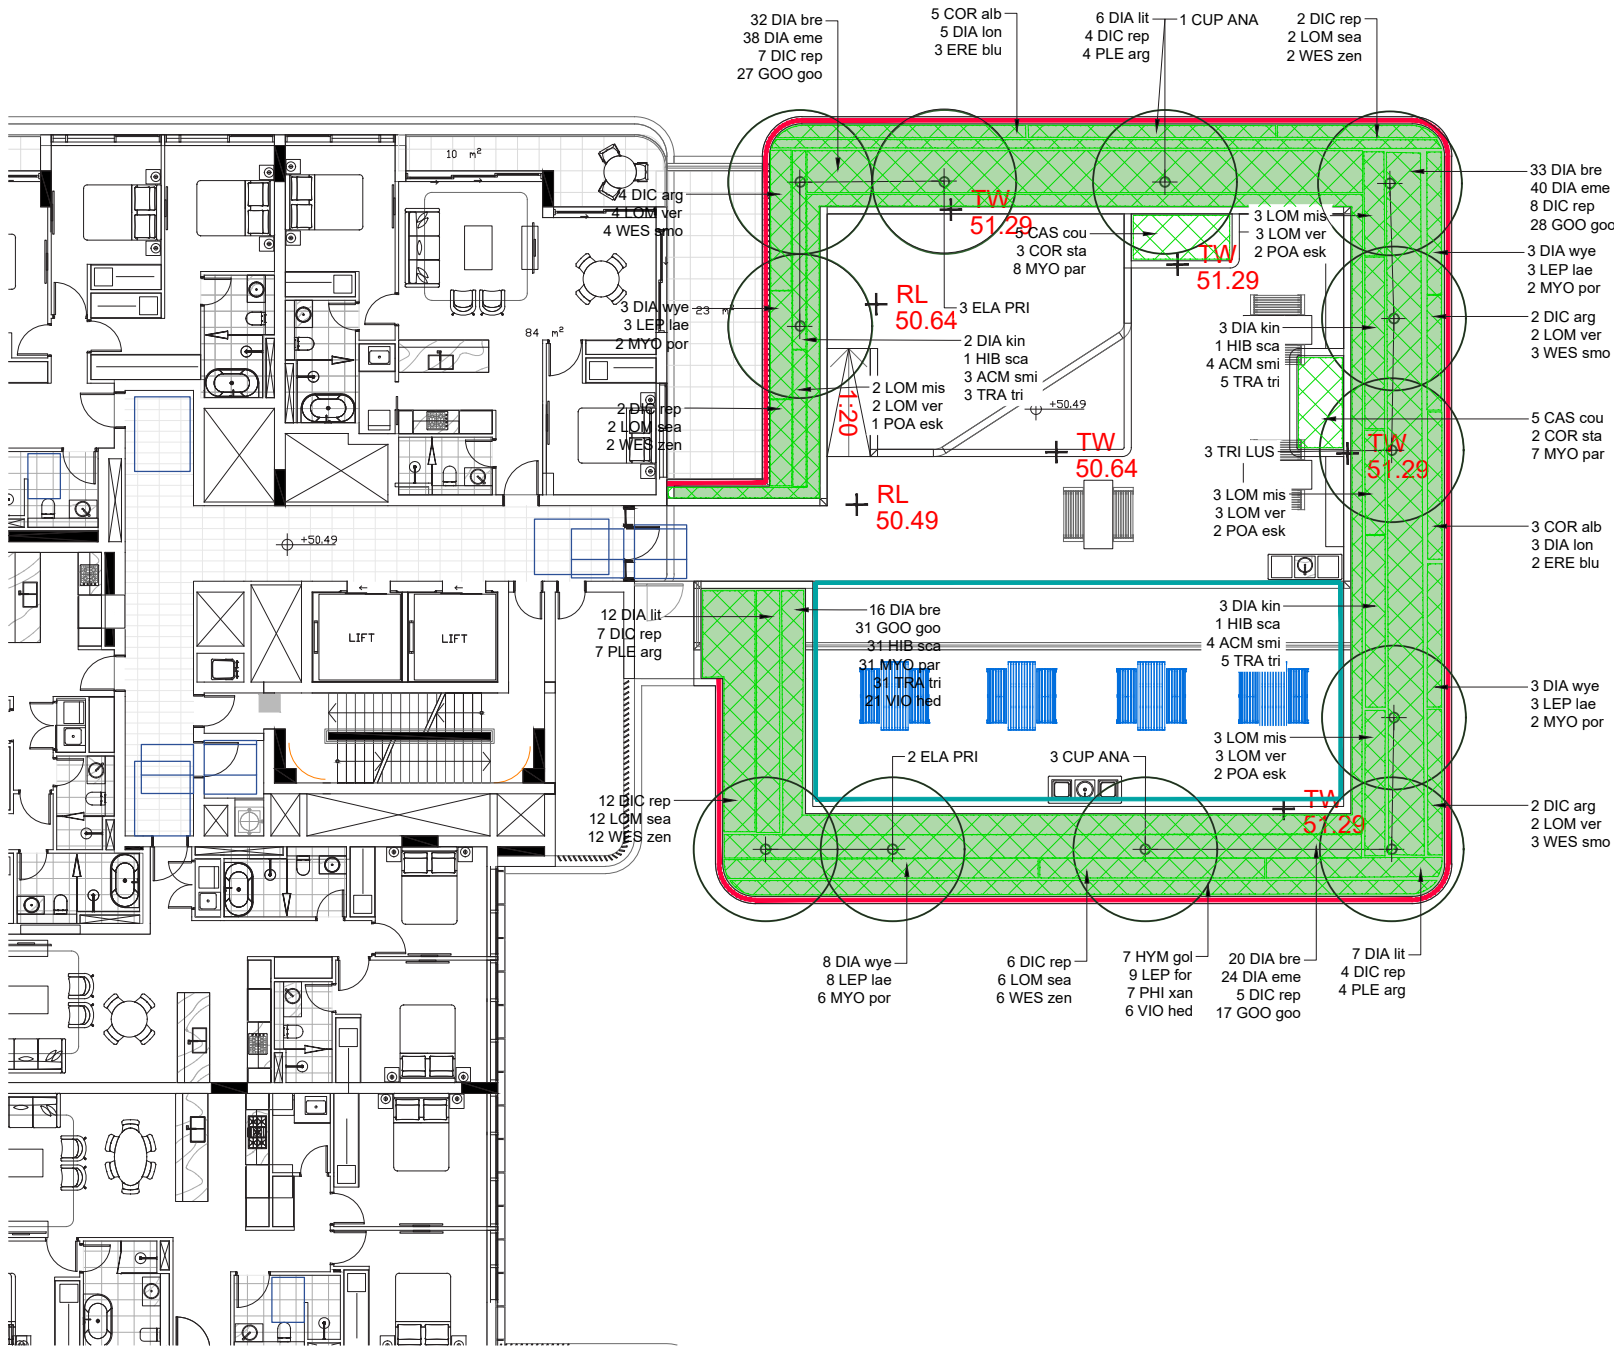 32 DIA bre
38 DIA eme
7 DIC rep
27 GOO goo
5 COR alb
5 DIA lon
3 ERE blu
6 DIA lit
4 DIC rep
4 PLE arg
1 CUP ANA
2 DIC rep
2 LOM sea
2 WES zen
10 m²
4 DIC arg
4 LOM ver
4 WES smo
TW
51.29
5 CAS cou
3 COR sta
8 MYO par
TW
51.29
3 LOM mis
3 LOM ver
2 POA esk
33 DIA bre
40 DIA eme
8 DIC rep
28 GOO goo
3 DIA wye
3 LEP lae
2 MYO por
84 m²
3 DIA wye
3 LEP lae
2 MYO por
23 m²
RL
50.64
3 ELA PRI
2 DIA kin
1 HIB sca
3 ACM smi
3 TRA tri
3 DIA kin
1 HIB sca
4 ACM smi
5 TRA tri
2 DIC arg
2 LOM ver
3 WES smo
2 DIC rep
2 LOM sea
2 WES zen
2 LOM mis
2 LOM ver
1 POA esk
1:20
+50.49
TW
50.64
3 TRI LUS
TW
51.29
5 CAS cou
2 COR sta
7 MYO par
RL
50.49
3 LOM mis
3 LOM ver
2 POA esk
3 COR alb
3 DIA lon
2 ERE blu
+50.49
LIFT
LIFT
12 DIA lit
7 DIC rep
7 PLE arg
16 DIA bre
31 GOO goo
31 HIB sca
31 MYO par
31 TRA tri
21 VIO hed
3 DIA kin
1 HIB sca
4 ACM smi
5 TRA tri
3 DIA wye
3 LEP lae
2 MYO por
2 ELA PRI
3 CUP ANA
3 LOM mis
3 LOM ver
2 POA esk
12 DIC rep
12 LOM sea
12 WES zen
TW
51.29
2 DIC arg
2 LOM ver
3 WES smo
8 DIA wye
8 LEP lae
6 MYO por
6 DIC rep
6 LOM sea
6 WES zen
7 HYM gol
9 LEP for
7 PHI xan
6 VIO hed
20 DIA bre
24 DIA eme
5 DIC rep
17 GOO goo
7 DIA lit
4 DIC rep
4 PLE arg